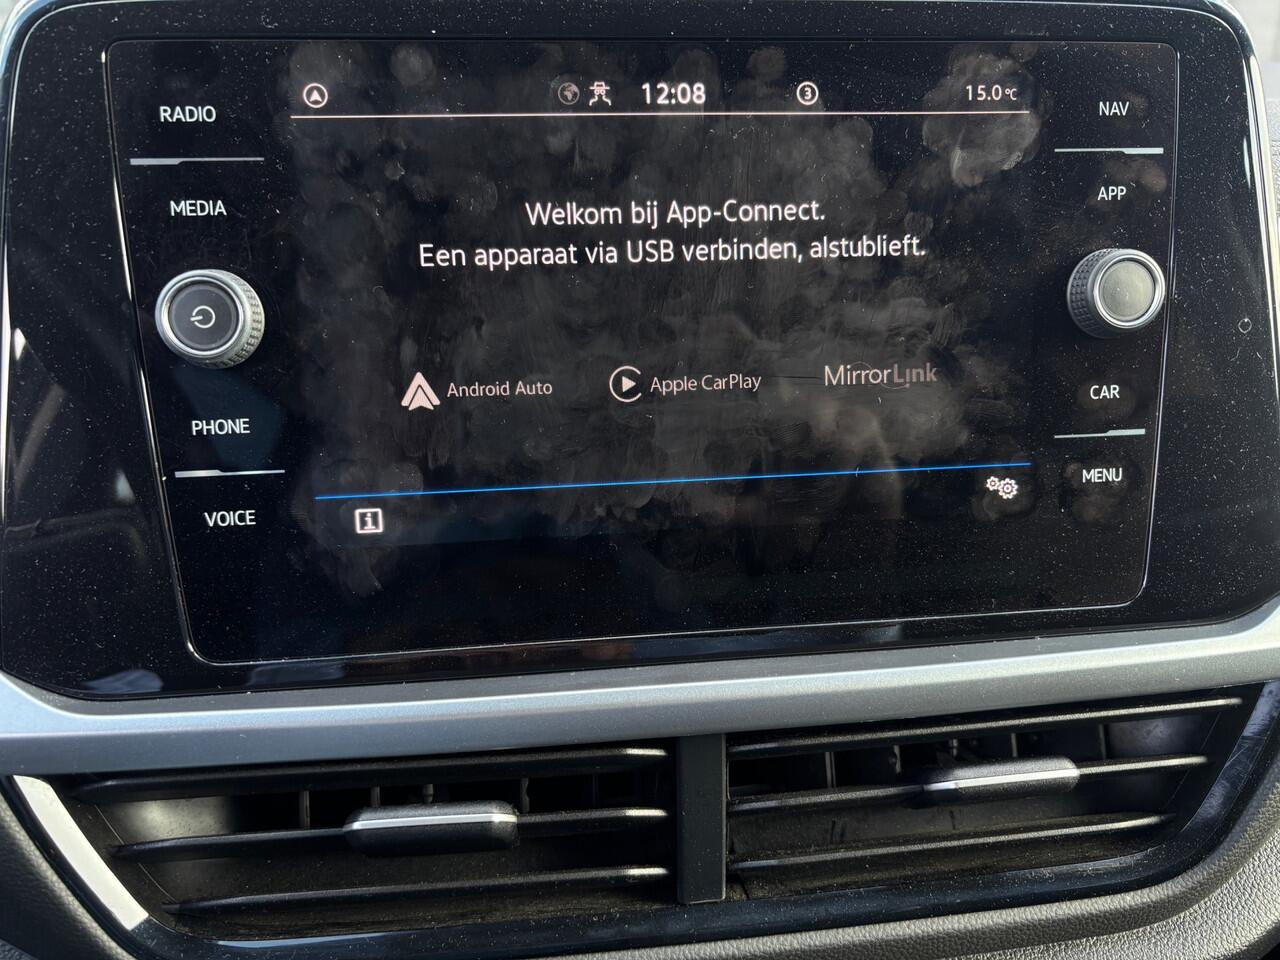 RADIO
MEDIA
PHONE
VOICE
12:08
3
15.0°C
Welkom bij App-Connect.
Een apparaat via USB verbinden, alstublieft.
Android Auto
Apple CarPlay
MirrorLink
i
NAV
APP
CAR
MENU